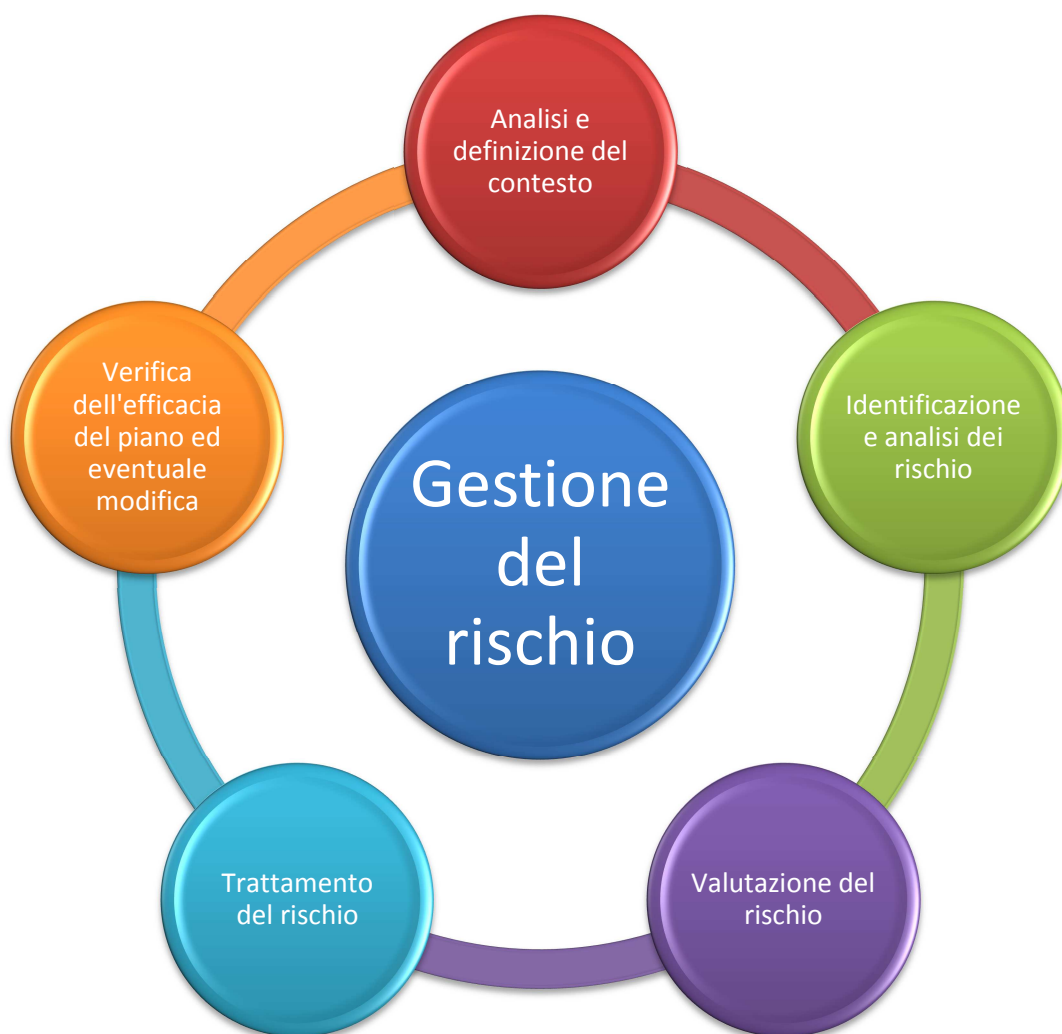 Analisi e
definizione del
contesto
Identificazione
e analisi dei
rischio
Valutazione del
rischio
Trattamento
del rischio
Verifica
dell'efficacia
del piano ed
eventuale
modifica
Gestione
del
rischio